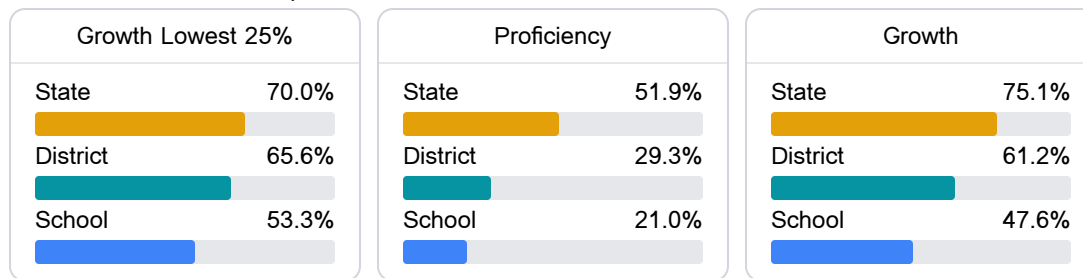 Growth Lowest 25%
State 70.0%
District 65.6%
School 53.3%
Proficiency
State 51.9%
District 29.3%
School 21.0%
Growth
State 75.1%
District 61.2%
School 47.6%